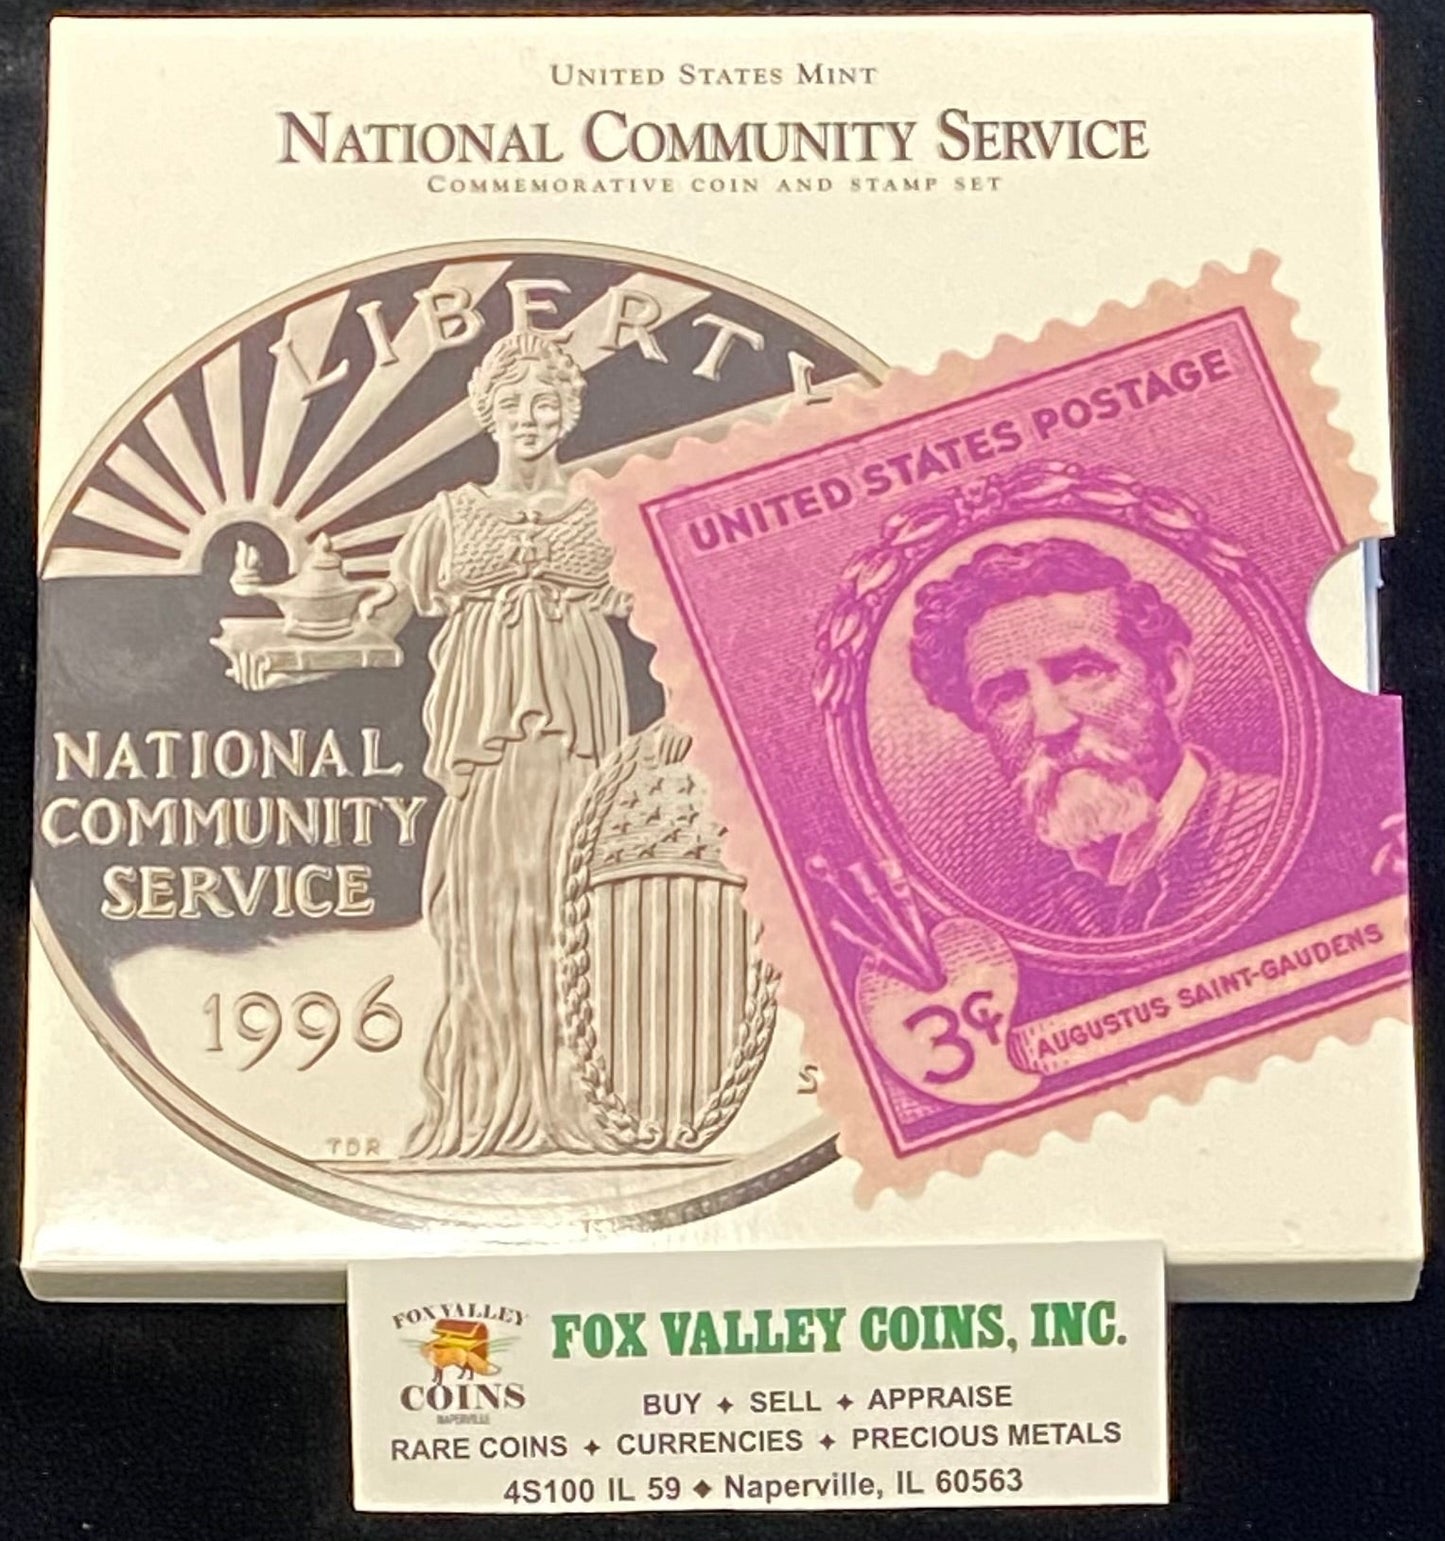 UNITED STATES MINT
NATIONAL COMMUNITY SERVICE
COMMEMORATIVE COIN AND STAMP SET
LIBERTY
NATIONAL
COMMUNITY
SERVICE
1996
TDR
S
UNITED STATES POSTAGE
3¢
AUGUSTUS SAINT-GAUDENS
FOX VALLEY
COINS
NAPERVILLE
FOX VALLEY COINS, INC.
BUY ✦ SELL ✦ APPRAISE
RARE COINS ✦ CURRENCIES ✦ PRECIOUS METALS
4S100 IL 59 ◆ Naperville, IL 60563